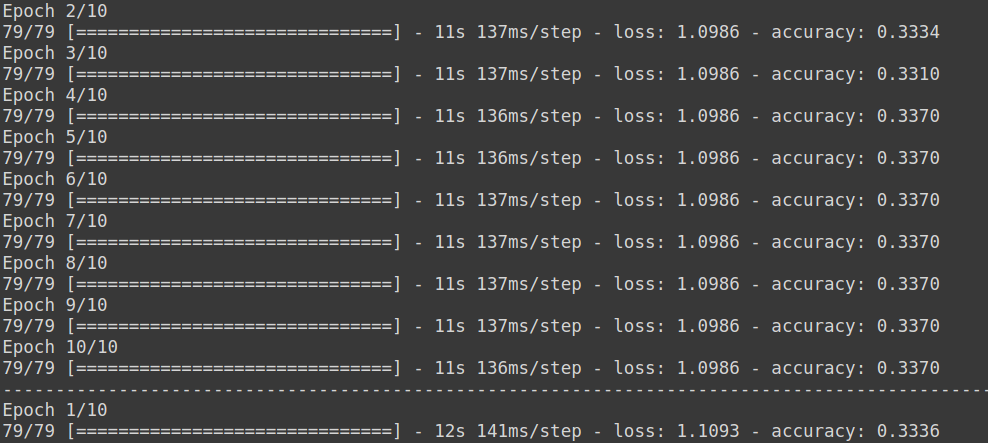 Epoch 2/10
79/79 [==============================] - 11s 137ms/step - loss: 1.0986 - accuracy: 0.3334
Epoch 3/10
79/79 [==============================] - 11s 137ms/step - loss: 1.0986 - accuracy: 0.3310
Epoch 4/10
79/79 [==============================] - 11s 136ms/step - loss: 1.0986 - accuracy: 0.3370
Epoch 5/10
79/79 [==============================] - 11s 136ms/step - loss: 1.0986 - accuracy: 0.3370
Epoch 6/10
79/79 [==============================] - 11s 137ms/step - loss: 1.0986 - accuracy: 0.3370
Epoch 7/10
79/79 [==============================] - 11s 137ms/step - loss: 1.0986 - accuracy: 0.3370
Epoch 8/10
79/79 [==============================] - 11s 137ms/step - loss: 1.0986 - accuracy: 0.3370
Epoch 9/10
79/79 [==============================] - 11s 137ms/step - loss: 1.0986 - accuracy: 0.3370
Epoch 10/10
79/79 [==============================] - 11s 136ms/step - loss: 1.0986 - accuracy: 0.3370
----------------------------------------------------------------------------------------------
Epoch 1/10
79/79 [==============================] - 12s 141ms/step - loss: 1.1093 - accuracy: 0.3336